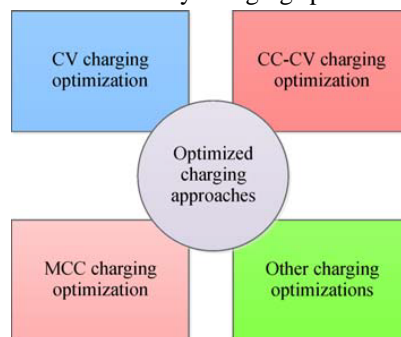 CV charging
optimization
CC-CV charging
optimization
Optimized
charging
approaches
MCC charging
optimization
Other charging
optimizations